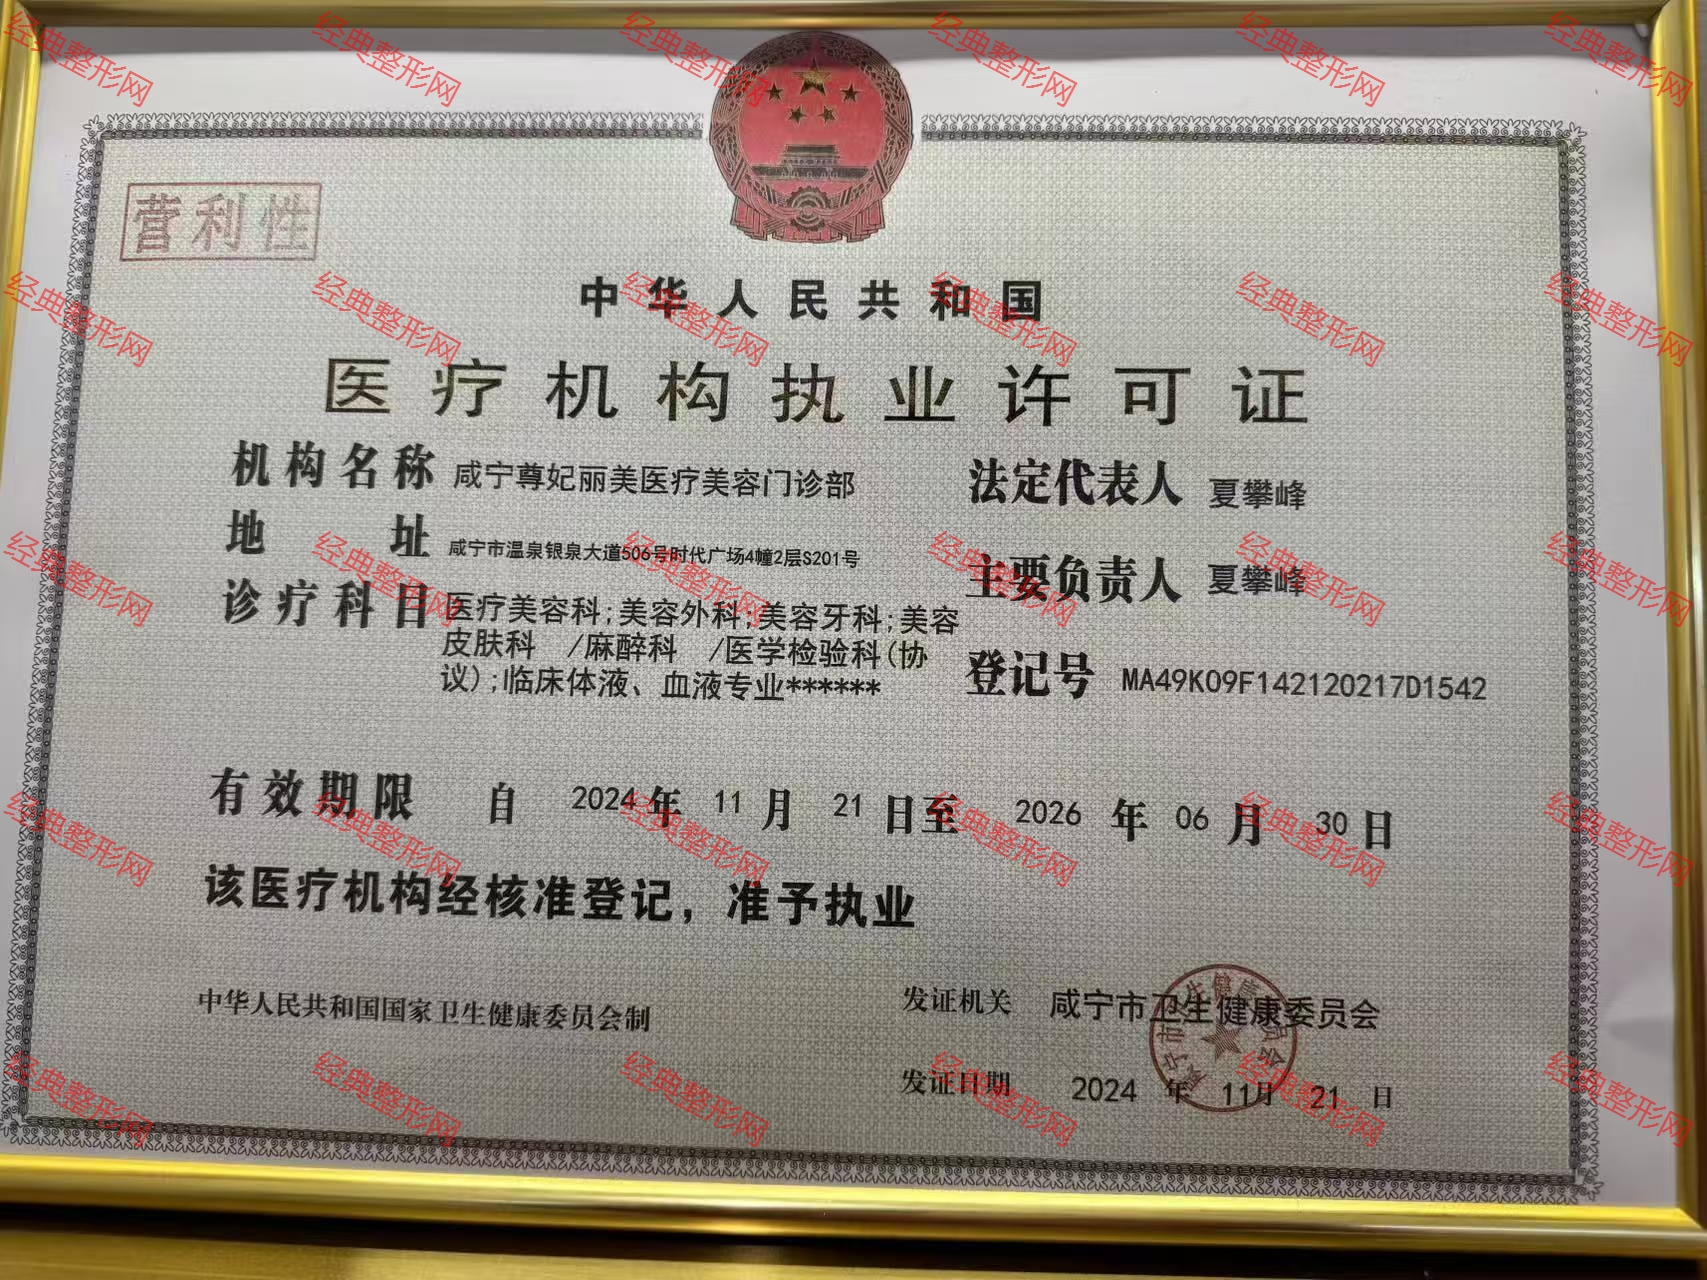 营利性
中华人民共和国
医疗机构执业许可证
机构名称 咸宁尊妃丽美医疗美容门诊部
法定代表人 夏攀峰
地址 咸宁市温泉银泉大道506号时代广场4幢2层S201号
主要负责人 夏攀峰
诊疗科目 医疗美容科;美容外科;美容牙科;美容
皮肤科 /麻醉科 /医学检验科(协
议);临床体液、血液专业******
登记号 MA49K09F142120217D1542
有效期限 自 2024 年 11 月 21 日至 2026 年 06 月 30 日
该医疗机构经核准登记，准予执业
中华人民共和国国家卫生健康委员会制
发证机关 咸宁市卫生健康委员会
发证日期 2024 年 11月 21 日
咸宁市卫生健康委员会
经典整形网